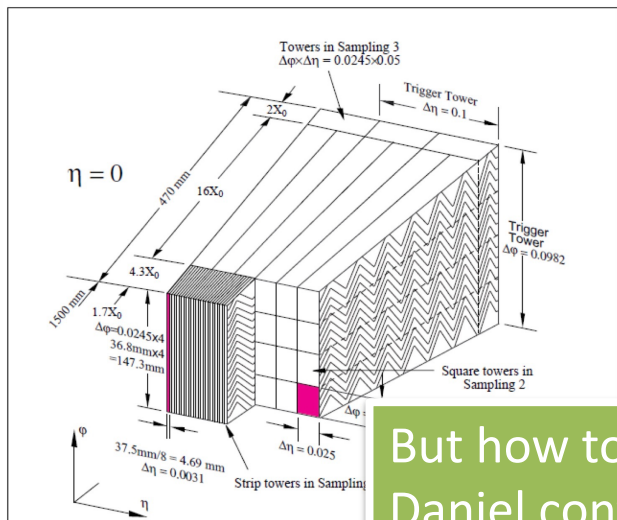 Towers in Sampling 3
Δφ×Δη = 0.0245×0.05
Trigger Tower
Δη = 0.1
2X₀
η = 0
470 mm
16X₀
Trigger
Tower
Δφ = 0.0982
4.3X₀
1500 mm
1.7X₀
Δφ=0.0245x4
36.8mmx4
=147.3mm
Square towers in
Sampling 2
Δφ =
Δη = 0.025
37.5mm/8 = 4.69 mm
Δη = 0.0031
Strip towers in Sampling
φ
η
But how to
Daniel con